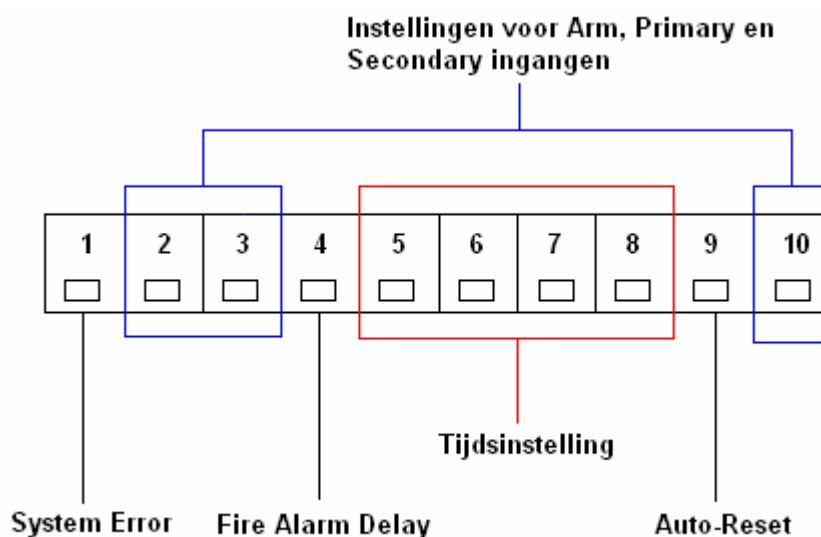 Instellingen voor Arm, Primary en
Secondary ingangen
1 2 3 4 5 6 7 8 9 10
Tijdsinstelling
System Error Fire Alarm Delay Auto-Reset